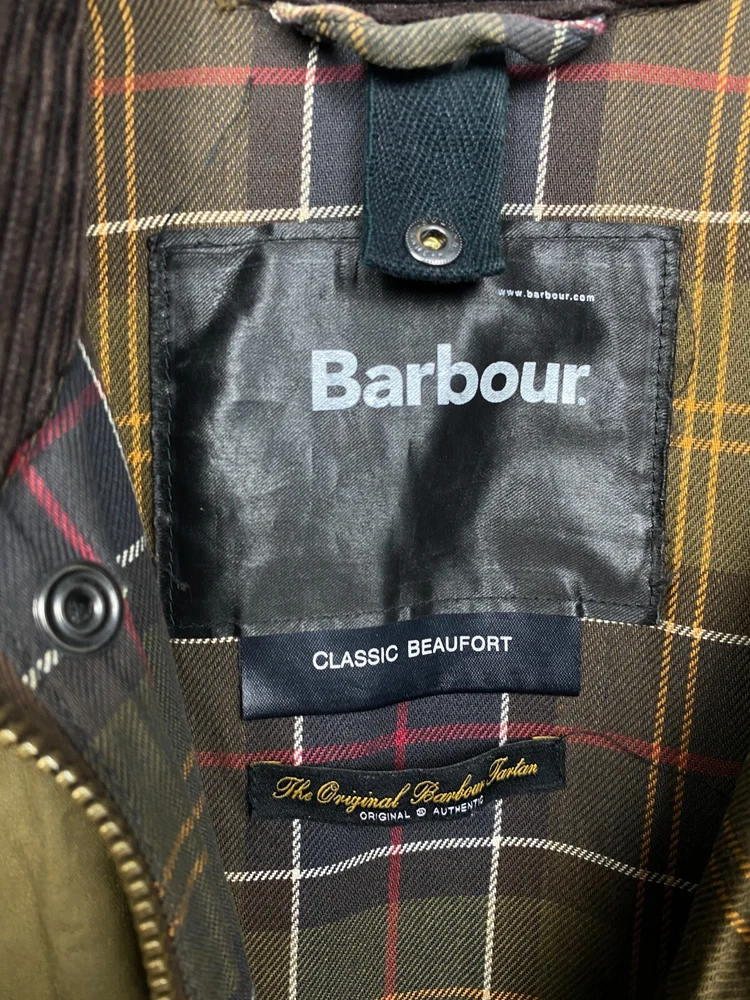 www.barbour.com
Barbour.
CLASSIC BEAUFORT
The Original Barbour Tartan
ORIGINAL ® AUTHENTIC